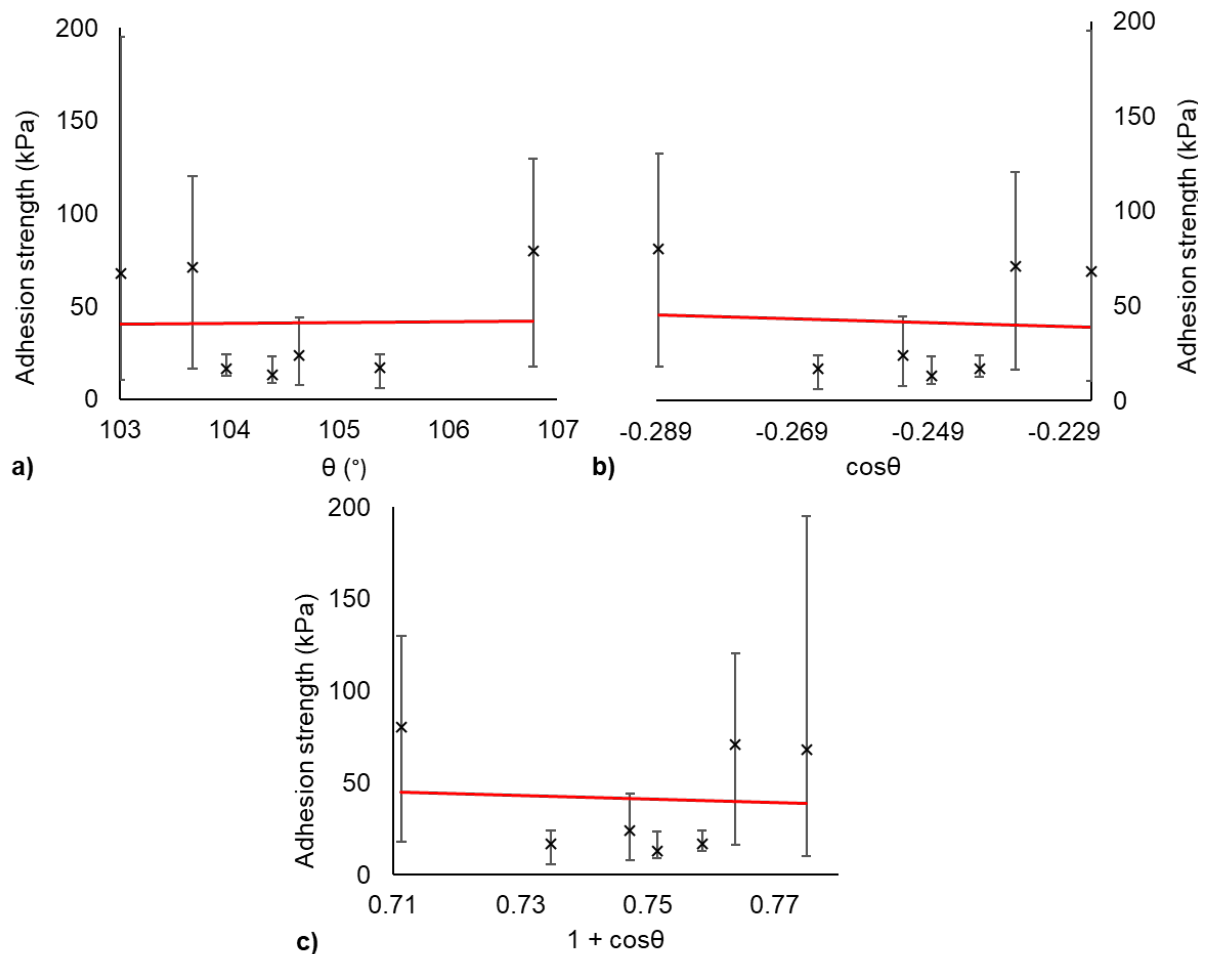 200
150
100
50
0
Adhesion strength (kPa)
103 104 105 106 107
θ (°)
a)
200
150
100
50
0
Adhesion strength (kPa)
-0.289 -0.269 -0.249 -0.229
cosθ
b)
200
150
100
50
0
Adhesion strength (kPa)
0.71 0.73 0.75 0.77
1 + cosθ
c)